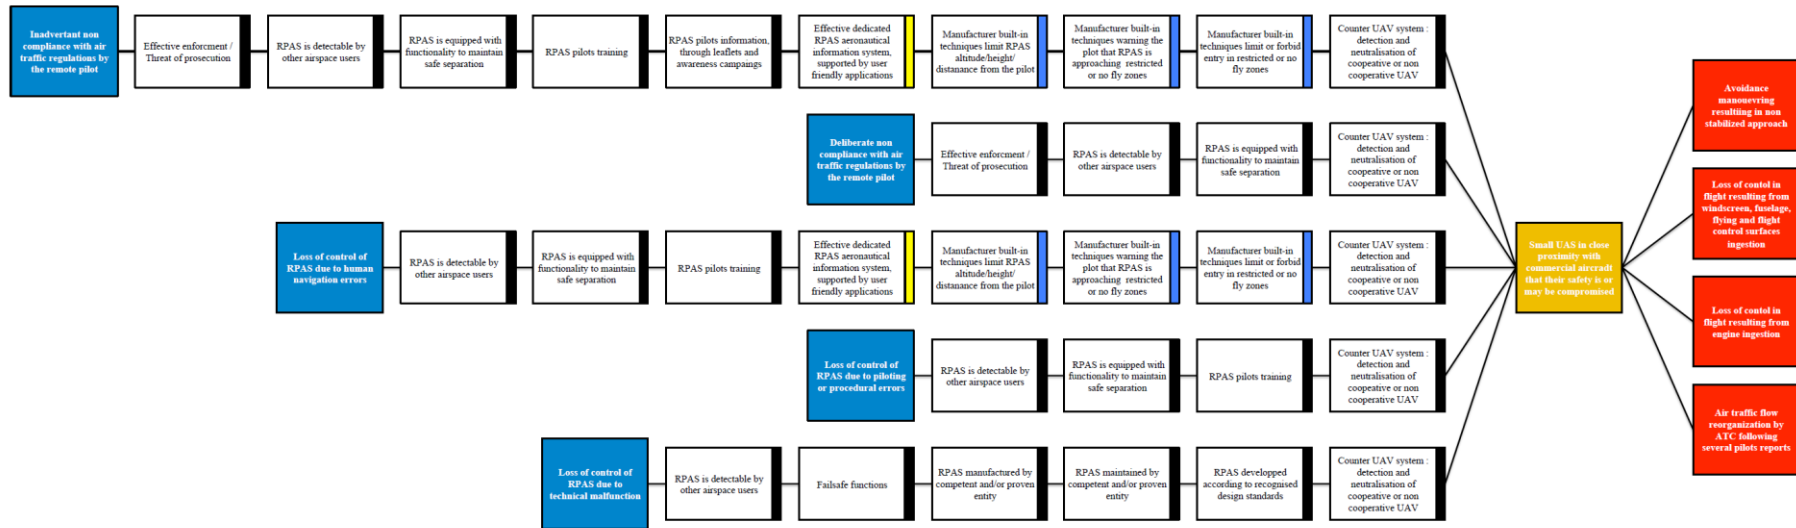 Inadvertant non
compliance with air
traffic regulations by
the remote pilot
Effective enforcment /
Threat of prosecution
RPAS is detectable by
other airspace users
RPAS is equipped with
functionality to maintain
safe separation
RPAS pilots training
RPAS pilots information,
through leaflets and
awareness campaings
Effective dedicated
RPAS aeronautical
information system,
supported by user
friendly applications
Manufacturer built-in
techniques limit RPAS
altitude/height/
distanance from the pilot
Manufacturer built-in
techniques warning the
plot that RPAS is
approaching restricted
or no fly zones
Manufacturer built-in
techniques limit or forbid
entry in restricted or no
fly zones
Counter UAV system :
detection and
neutralisation of
cooepative or non
cooperative UAV
Deliberate non
compliance with air
traffic regulations by
the remote pilot
Effective enforcment /
Threat of prosecution
RPAS is detectable by
other airspace users
RPAS is equipped with
functionality to maintain
safe separation
Counter UAV system :
detection and
neutralisation of
cooepative or non
cooperative UAV
Loss of control of
RPAS due to human
navigation errors
RPAS is detectable by
other airspace users
RPAS is equipped with
functionality to maintain
safe separation
RPAS pilots training
Effective dedicated
RPAS aeronautical
information system,
supported by user
friendly applications
Manufacturer built-in
techniques limit RPAS
altitude/height/
distanance from the pilot
Manufacturer built-in
techniques warning the
plot that RPAS is
approaching restricted
or no fly zones
Manufacturer built-in
techniques limit or forbid
entry in restricted or no
fly zones
Counter UAV system :
detection and
neutralisation of
cooperative or non
cooperative UAV
Loss of control of
RPAS due to piloting
or procedural errors
RPAS is detectable by
other airspace users
RPAS is equipped with
functionality to maintain
safe separation
RPAS pilots training
Counter UAV system :
detection and
neutralisation of
cooperative or non
cooperative UAV
Loss of control of
RPAS due to
technical malfunction
RPAS is detectable by
other airspace users
Failsafe functions
RPAS manufactured by
competent and/or proven
entity
RPAS maintained by
competent and/or proven
entity
RPAS developped
according to recognised
design standards
Counter UAV system :
detection and
neutralisation of
cooperative or non
cooperative UAV
Small UAS in close
proximity with
commercial aircradt
that their safety is or
may be compromised
Avoidance
manouevring
resultiing in non
stabilized approach
Loss of contol in
flight resulting from
windscreen, fuselage,
flying and flight
control surfaces
ingestion
Loss of contol in
flight resulting from
engine ingestion
Air traffic flow
reorganization by
ATC following
several pilots reports